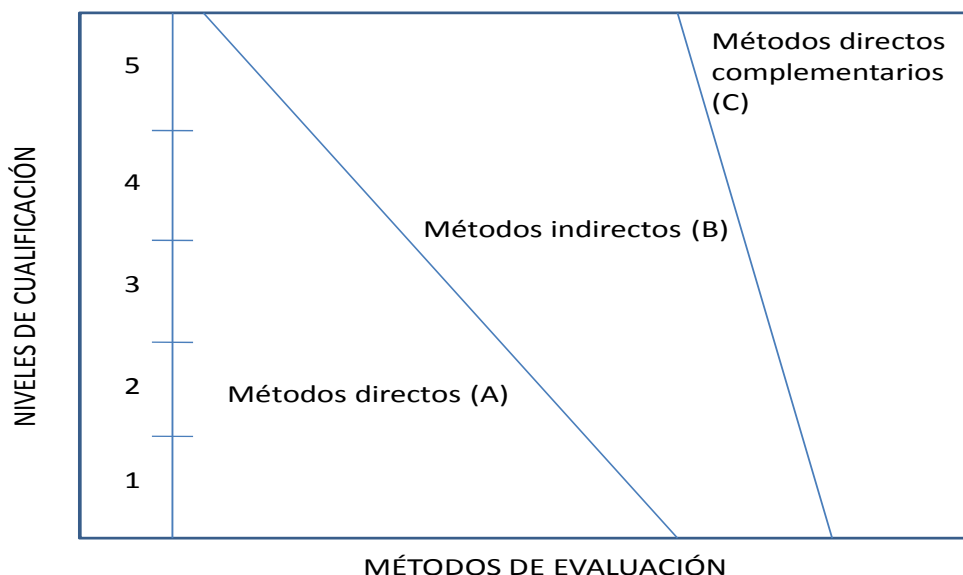 Métodos directos
complementarios
(C)
5
4
Métodos indirectos (B)
3
2
Métodos directos (A)
1
NIVELES DE CUALIFICACIÓN
MÉTODOS DE EVALUACIÓN